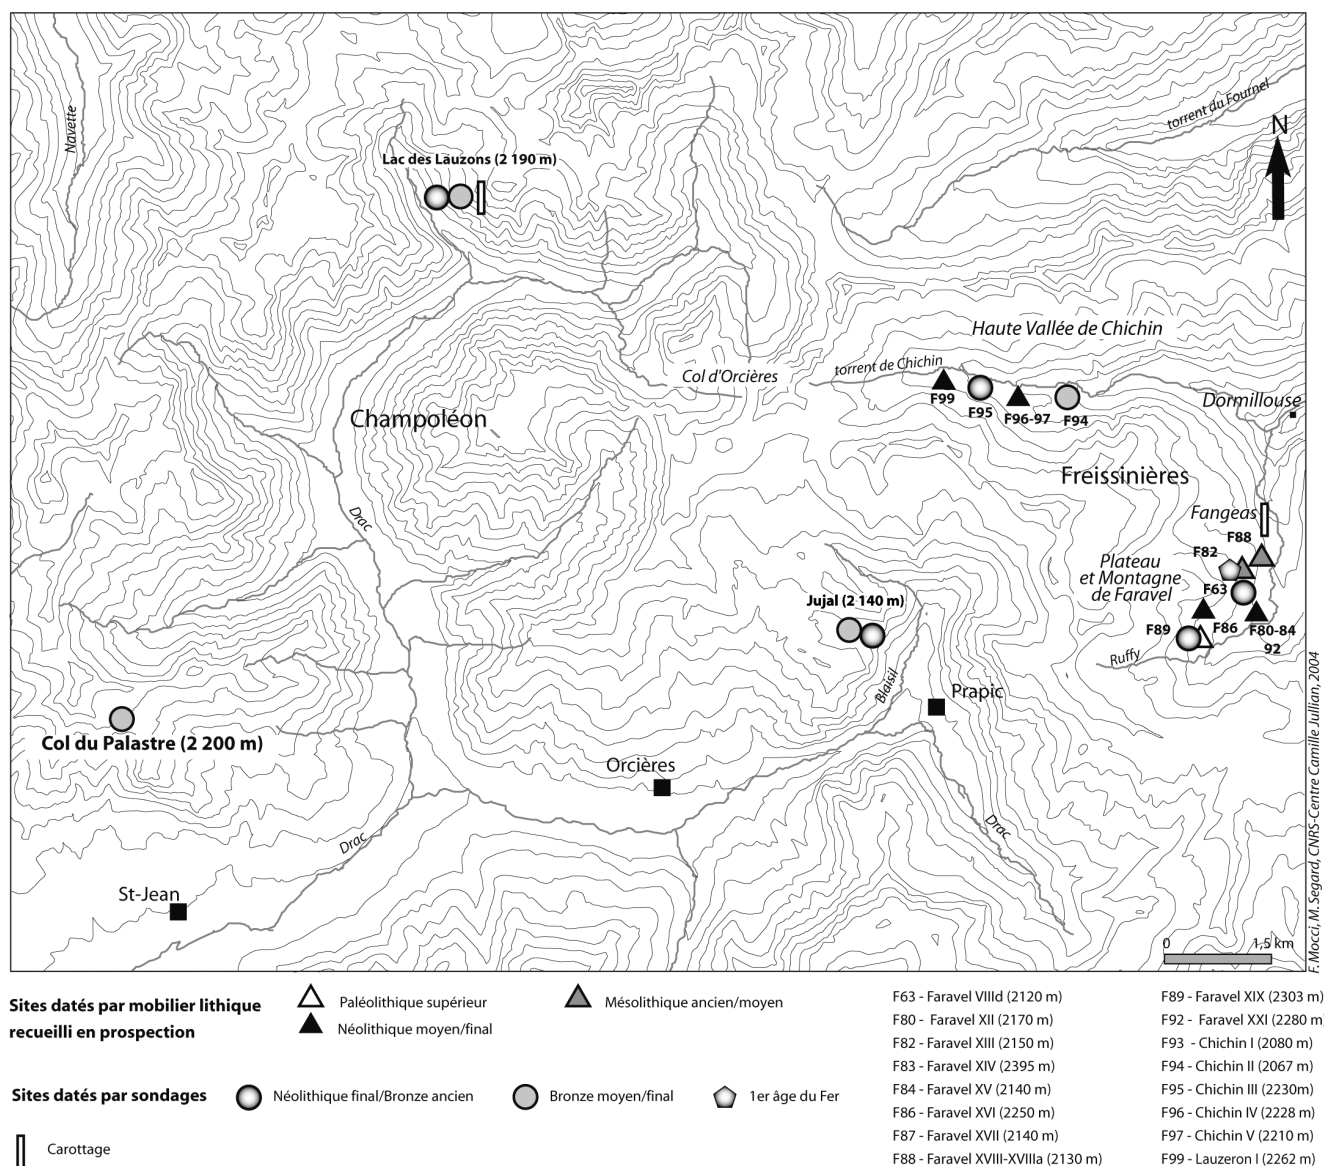 Navette
torrent du Fournel
N
Lac des Lauzons (2 190 m)
Haute Vallée de Chichin
torrent de Chichin
Col d'Orcières
F99
F95
F96-97
F94
Dormillouse
Champoléon
Freissinières
Drac
Fangeas
F88
F82
Plateau
et Montagne
de Faravel
F63
Jujal (2 140 m)
F89
F86
F80-84
92
Ruffy
Blaisil
Prapic
Col du Palastre (2 200 m)
Orcières
Drac
Drac
St-Jean
0
1,5 km
F. Mocci, M. Segard, CNRS-Centre Camille Jullian, 2004
Sites datés par mobilier lithique
recueilli en prospection
Paléolithique supérieur
Mésolithique ancien/moyen
Néolithique moyen/final
Sites datés par sondages
Néolithique final/Bronze ancien
Bronze moyen/final
1er âge du Fer
Carottage
F63 - Faravel VIIId (2120 m)
F80 - Faravel XII (2170 m)
F82 - Faravel XIII (2150 m)
F83 - Faravel XIV (2395 m)
F84 - Faravel XV (2140 m)
F86 - Faravel XVI (2250 m)
F87 - Faravel XVII (2140 m)
F88 - Faravel XVIII-XVIIIa (2130 m)
F89 - Faravel XIX (2303 m)
F92 - Faravel XXI (2280 m)
F93 - Chichin I (2080 m)
F94 - Chichin II (2067 m)
F95 - Chichin III (2230m)
F96 - Chichin IV (2228 m)
F97 - Chichin V (2210 m)
F99 - Lauzeron I (2262 m)